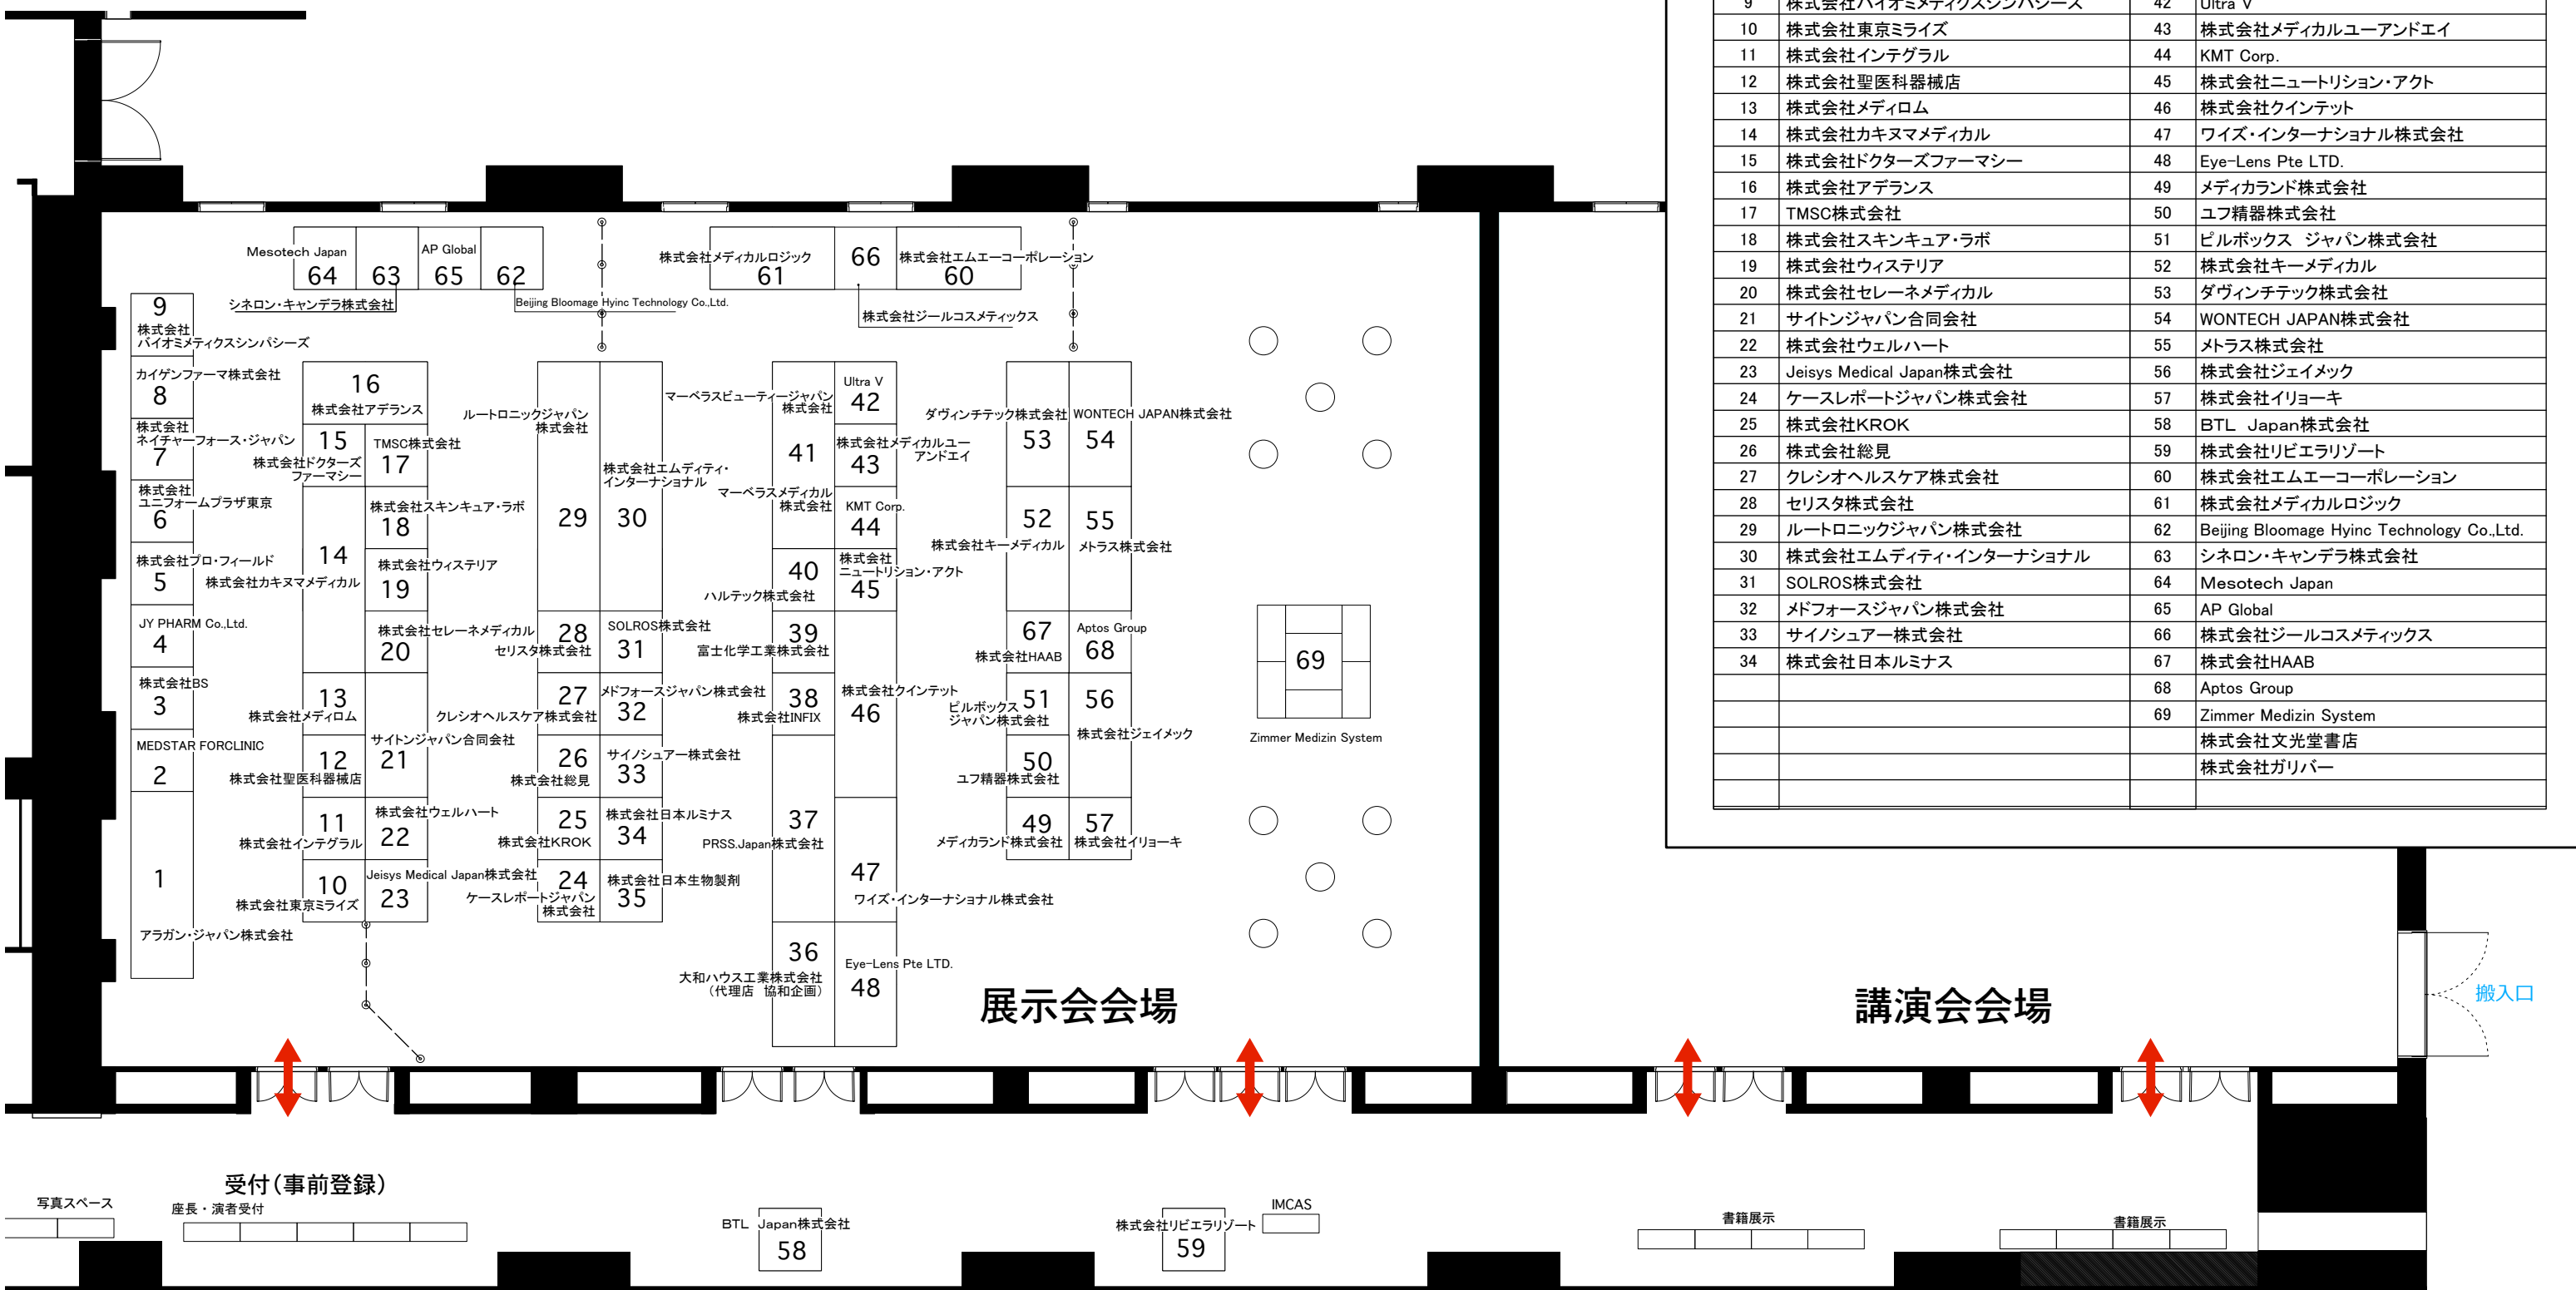 Mesotech Japan
64
63
AP Global
65
62
シネロン・キャンデラ株式会社
Beijing Bloomage Hyinc Technology Co.,Ltd.
株式会社メディカルロジック
61
66
株式会社エムエーコーポレーション
60
株式会社ジールコスメティックス
9
株式会社
バイオミメティクスシンパシーズ
カイゲンファーマ株式会社
8
株式会社
ネイチャーフォース・ジャパン
7
株式会社
ユニフォームプラザ東京
6
株式会社プロ・フィールド
5
JY PHARM Co.,Ltd.
4
株式会社BS
3
MEDSTAR FORCLINIC
2
1
アラガン・ジャパン株式会社
16
株式会社アデランス
15
株式会社ドクターズ
ファーマシー
TMSC株式会社
17
株式会社スキンキュア・ラボ
18
14
株式会社カキヌマメディカル
株式会社ウィステリア
19
株式会社セレーネメディカル
20
13
株式会社メディロム
12
株式会社聖医科器械店
サイトンジャパン合同会社
21
11
株式会社インテグラル
株式会社ウェルハート
22
10
株式会社東京ミライズ
Jeisys Medical Japan株式会社
23
ルートロニックジャパン
株式会社
29
株式会社エムディティ・
インターナショナル
30
28
セリスタ株式会社
SOLROS株式会社
31
27
クレシオヘルスケア株式会社
メドフォースジャパン株式会社
32
26
株式会社総見
サイノシュアー株式会社
33
25
株式会社KROK
株式会社日本ルミナス
34
24
ケースレポートジャパン
株式会社
株式会社日本生物製剤
35
マーベラスビューティージャパン
株式会社
Ultra V
42
41
マーベラスメディカル
株式会社
株式会社メディカルユー
アンドエイ
43
KMT Corp.
44
40
ハルテック株式会社
株式会社
ニュートリション・アクト
45
39
富士化学工業株式会社
38
株式会社INFIX
株式会社クインテット
46
37
PRSS.Japan株式会社
47
ワイズ・インターナショナル株式会社
36
大和ハウス工業株式会社
（代理店 協和企画）
Eye-Lens Pte LTD.
48
ダヴィンチテック株式会社
53
WONTECH JAPAN株式会社
54
52
株式会社キーメディカル
55
メトラス株式会社
67
株式会社HAAB
Aptos Group
68
51
ピルボックス
ジャパン株式会社
56
株式会社ジェイメック
50
ユフ精器株式会社
49
メディカランド株式会社
57
株式会社イリョーキ
69
Zimmer Medizin System
展示会会場
講演会会場
搬入口
受付（事前登録）
写真スペース
座長・演者受付
BTL Japan株式会社
58
株式会社リビエラリゾート
59
IMCAS
書籍展示
書籍展示
9 株式会社バイオミメティクスシンパシーズ 42 Ultra V
10 株式会社東京ミライズ 43 株式会社メディカルユーアンドエイ
11 株式会社インテグラル 44 KMT Corp.
12 株式会社聖医科器械店 45 株式会社ニュートリション・アクト
13 株式会社メディロム 46 株式会社クインテット
14 株式会社カキヌマメディカル 47 ワイズ・インターナショナル株式会社
15 株式会社ドクターズファーマシー 48 Eye-Lens Pte LTD.
16 株式会社アデランス 49 メディカランド株式会社
17 TMSC株式会社 50 ユフ精器株式会社
18 株式会社スキンキュア・ラボ 51 ピルボックス ジャパン株式会社
19 株式会社ウィステリア 52 株式会社キーメディカル
20 株式会社セレーネメディカル 53 ダヴィンチテック株式会社
21 サイトンジャパン合同会社 54 WONTECH JAPAN株式会社
22 株式会社ウェルハート 55 メトラス株式会社
23 Jeisys Medical Japan株式会社 56 株式会社ジェイメック
24 ケースレポートジャパン株式会社 57 株式会社イリョーキ
25 株式会社KROK 58 BTL Japan株式会社
26 株式会社総見 59 株式会社リビエラリゾート
27 クレシオヘルスケア株式会社 60 株式会社エムエーコーポレーション
28 セリスタ株式会社 61 株式会社メディカルロジック
29 ルートロニックジャパン株式会社 62 Beijing Bloomage Hyinc Technology Co.,Ltd.
30 株式会社エムディティ・インターナショナル 63 シネロン・キャンデラ株式会社
31 SOLROS株式会社 64 Mesotech Japan
32 メドフォースジャパン株式会社 65 AP Global
33 サイノシュアー株式会社 66 株式会社ジールコスメティックス
34 株式会社日本ルミナス 67 株式会社HAAB
68 Aptos Group
69 Zimmer Medizin System
株式会社文光堂書店
株式会社ガリバー